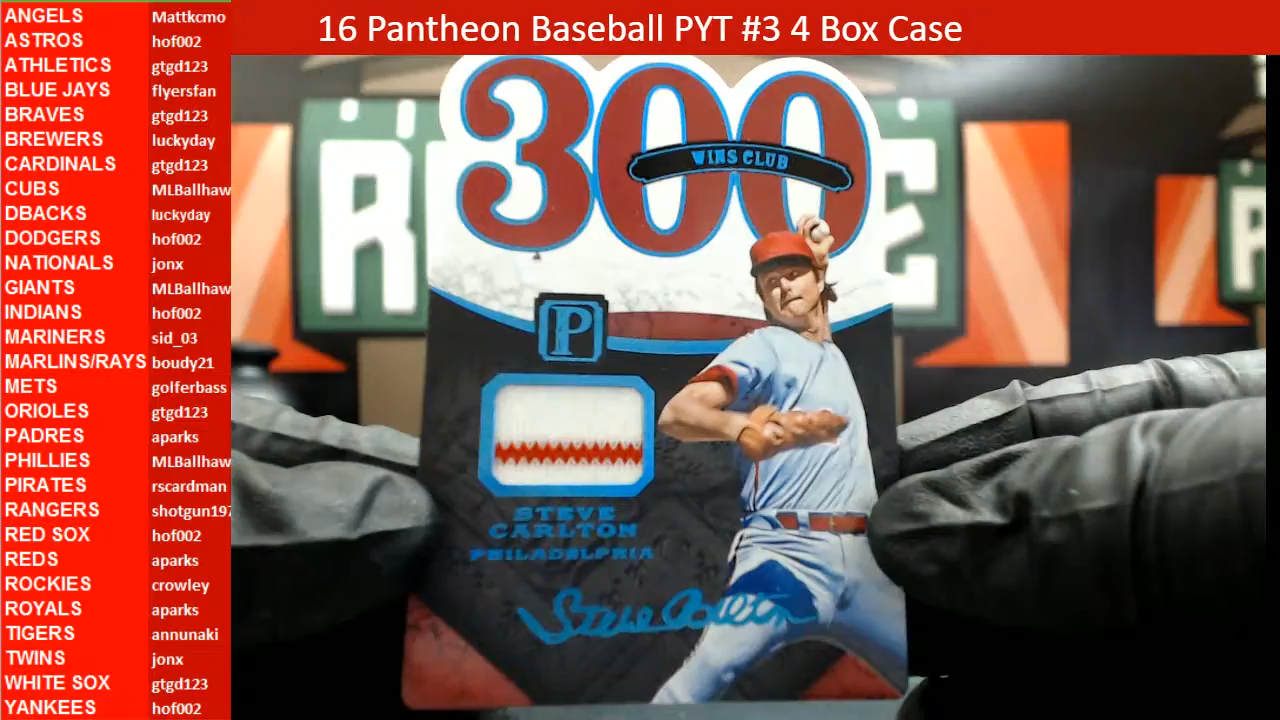 16 Pantheon Baseball PYT #3 4 Box Case
ANGELS Mattkcmo
ASTROS hof002
ATHLETICS gtgd123
BLUE JAYS flyersfan
BRAVES gtgd123
BREWERS luckyday
CARDINALS gtgd123
CUBS MLBallhaw
DBACKS luckyday
DODGERS hof002
NATIONALS jonx
GIANTS MLBallhaw
INDIANS hof002
MARINERS sid_03
MARLINS/RAYS boudy21
METS golferbass
ORIOLES gtgd123
PADRES aparks
PHILLIES MLBallhaw
PIRATES rscardman
RANGERS shotgun197
RED SOX hof002
REDS aparks
ROCKIES crowley
ROYALS aparks
TIGERS annunaki
TWINS jonx
WHITE SOX gtgd123
YANKEES hof002
300
WINS CLUB
P
STEVE
CARLTON
PHILADELPHIA
Steve Carlton
R
E
R